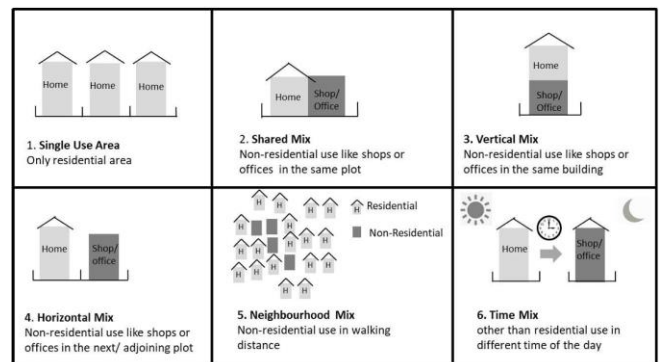 Home Home Home
1. Single Use Area
Only residential area
Home Shop/
Office
2. Shared Mix
Non-residential use like shops or
offices in the same plot
Home
Shop/
Office
3. Vertical Mix
Non-residential use like shops or
offices in the same building
Home Shop/
office
4. Horizontal Mix
Non-residential use like shops or
offices in the next/ adjoining plot
H H H H
H Residential
H H
H H H
Non-Residential
H H H H
H H H H
5. Neighbourhood Mix
Non-residential use in walking
distance
Home Shop/
office
6. Time Mix
other than residential use in
different time of the day